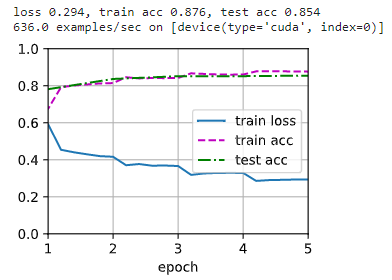 loss 0.294, train acc 0.876, test acc 0.854
636.0 examples/sec on [device(type='cuda', index=0)]
1.0
0.8
0.6
0.4
0.2
0.0
train loss
train acc
test acc
1 2 3 4 5
epoch